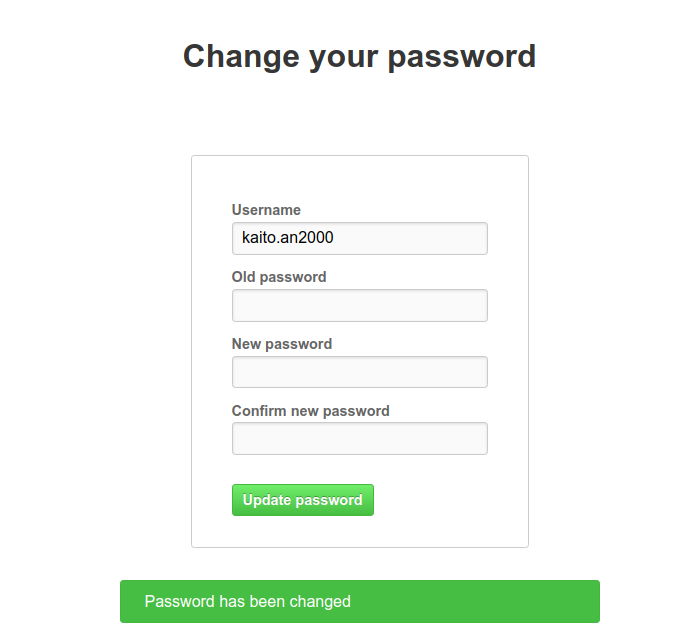 Change your password
Username
kaito.an2000
Old password
New password
Confirm new password
Update password
Password has been changed